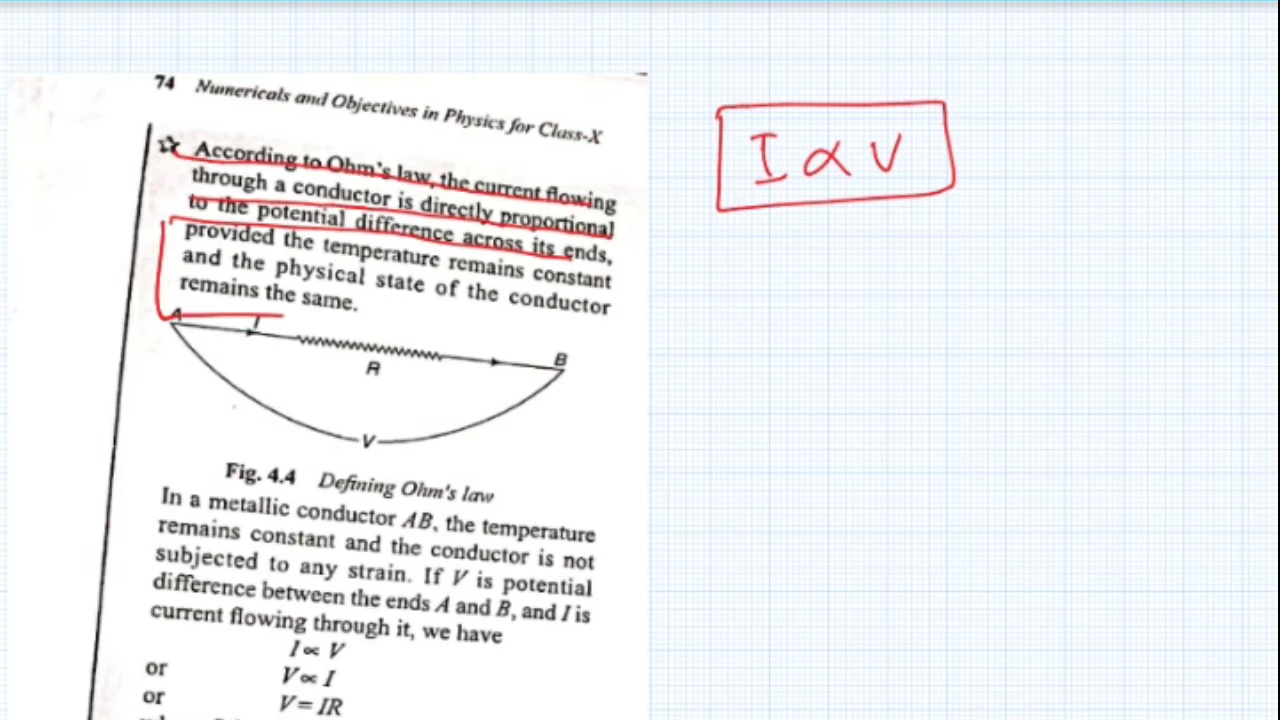 74 Numericals and Objectives in Physics for Class-X
According to Ohm's law, the current flowing
through a conductor is directly proportional
to the potential difference across its ends,
provided the temperature remains constant
and the physical state of the conductor
remains the same.
A I
B
R
V
Fig. 4.4 Defining Ohm's law
In a metallic conductor AB, the temperature
remains constant and the conductor is not
subjected to any strain. If V is potential
difference between the ends A and B, and I is
current flowing through it, we have
I ∝ V
or V ∝ I
or V = IR
I ∝ V